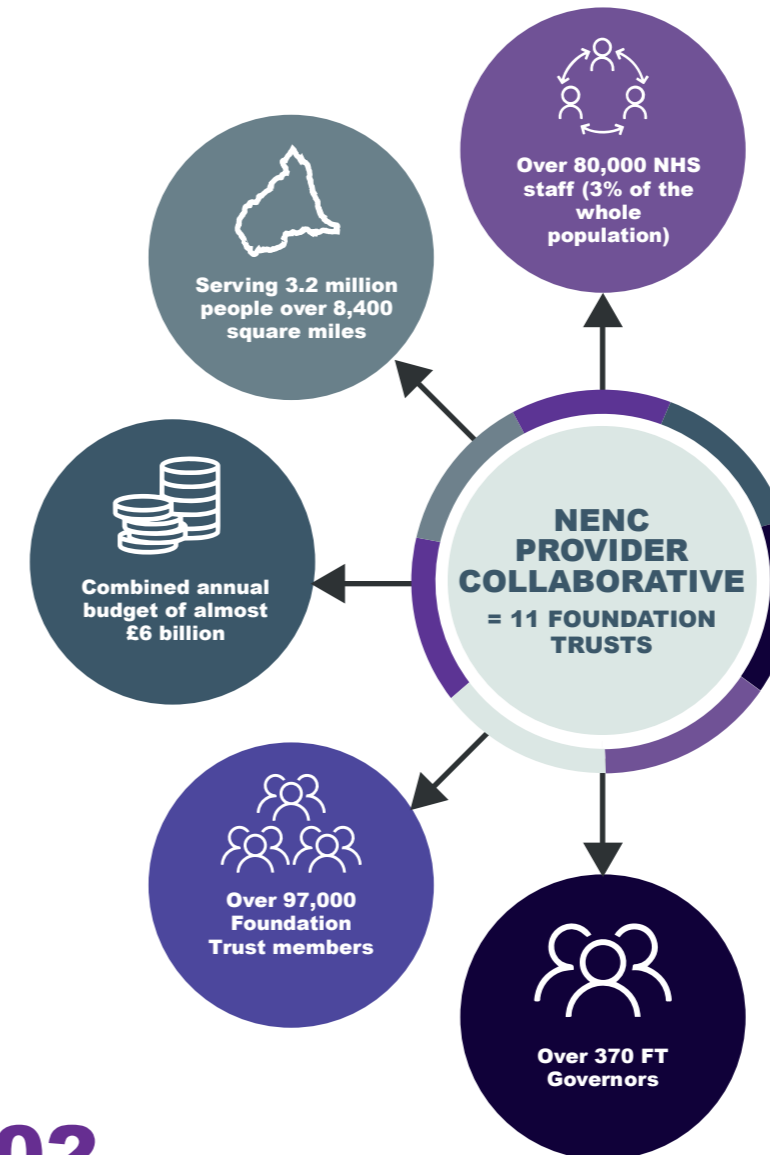 Over 80,000 NHS
staff (3% of the
whole
population)
Serving 3.2 million
people over 8,400
square miles
NENC
PROVIDER
COLLABORATIVE
= 11 FOUNDATION
TRUSTS
Combined annual
budget of almost
£6 billion
Over 97,000
Foundation
Trust members
Over 370 FT
Governors
02